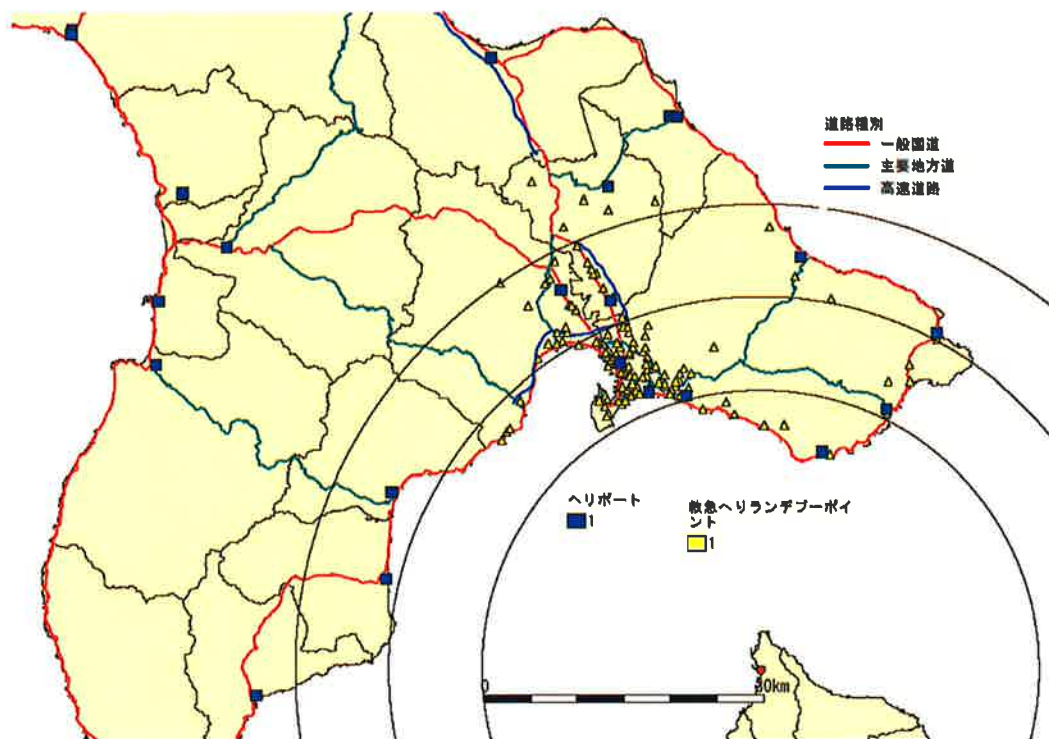 道路種別
一般国道
主要地方道
高速道路
ヘリポート
1
救急ヘリランデブーポイ
ント
1
0
30km